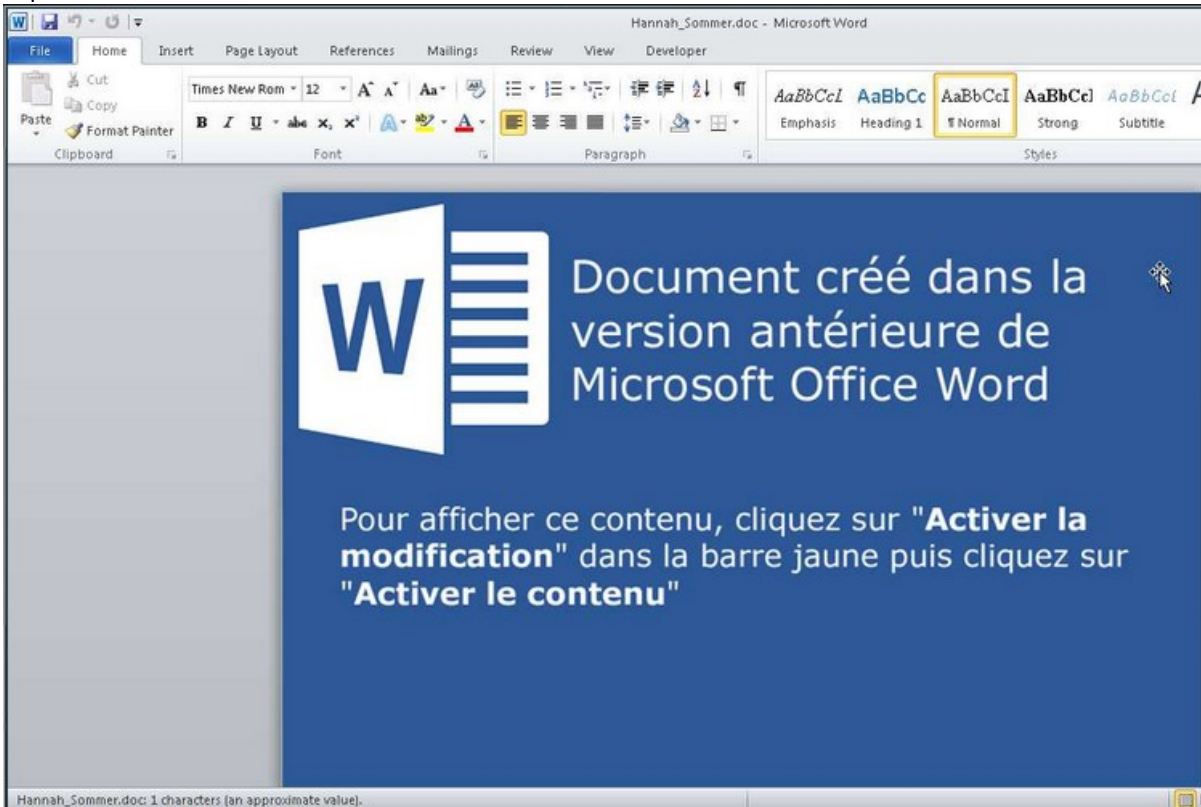 Hannah_Sommer.doc - Microsoft Word
File Home Insert Page Layout References Mailings Review View Developer
Cut
Copy
Paste
Format Painter
Clipboard
Times New Rom 12
Font
Paragraph
AaBbCcI AaBbCc AaBbCcI AaBbCcl AaBbCcl
Emphasis Heading 1 ¶ Normal Strong Subtitle
Styles
W
Document créé dans la
version antérieure de
Microsoft Office Word
Pour afficher ce contenu, cliquez sur "Activer la
modification" dans la barre jaune puis cliquez sur
"Activer le contenu"
Hannah_Sommer.doc: 1 characters (an approximate value).